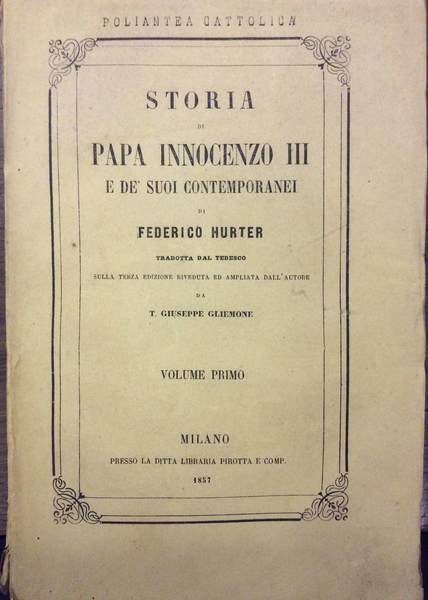 POLIANTEA CATTOLICA
STORIA
DI
PAPA INNOCENZO III
E DE' SUOI CONTEMPORANEI
DI
FEDERICO HURTER
TRADOTTA DAL TEDESCO
SULLA TERZA EDIZIONE RIVEDUTA ED AMPLIATA DALL'AUTORE
DA
T. GIUSEPPE GLIEMONE
VOLUME PRIMO
MILANO
PRESSO LA DITTA LIBRARIA PIROTTA E COMP.
1857